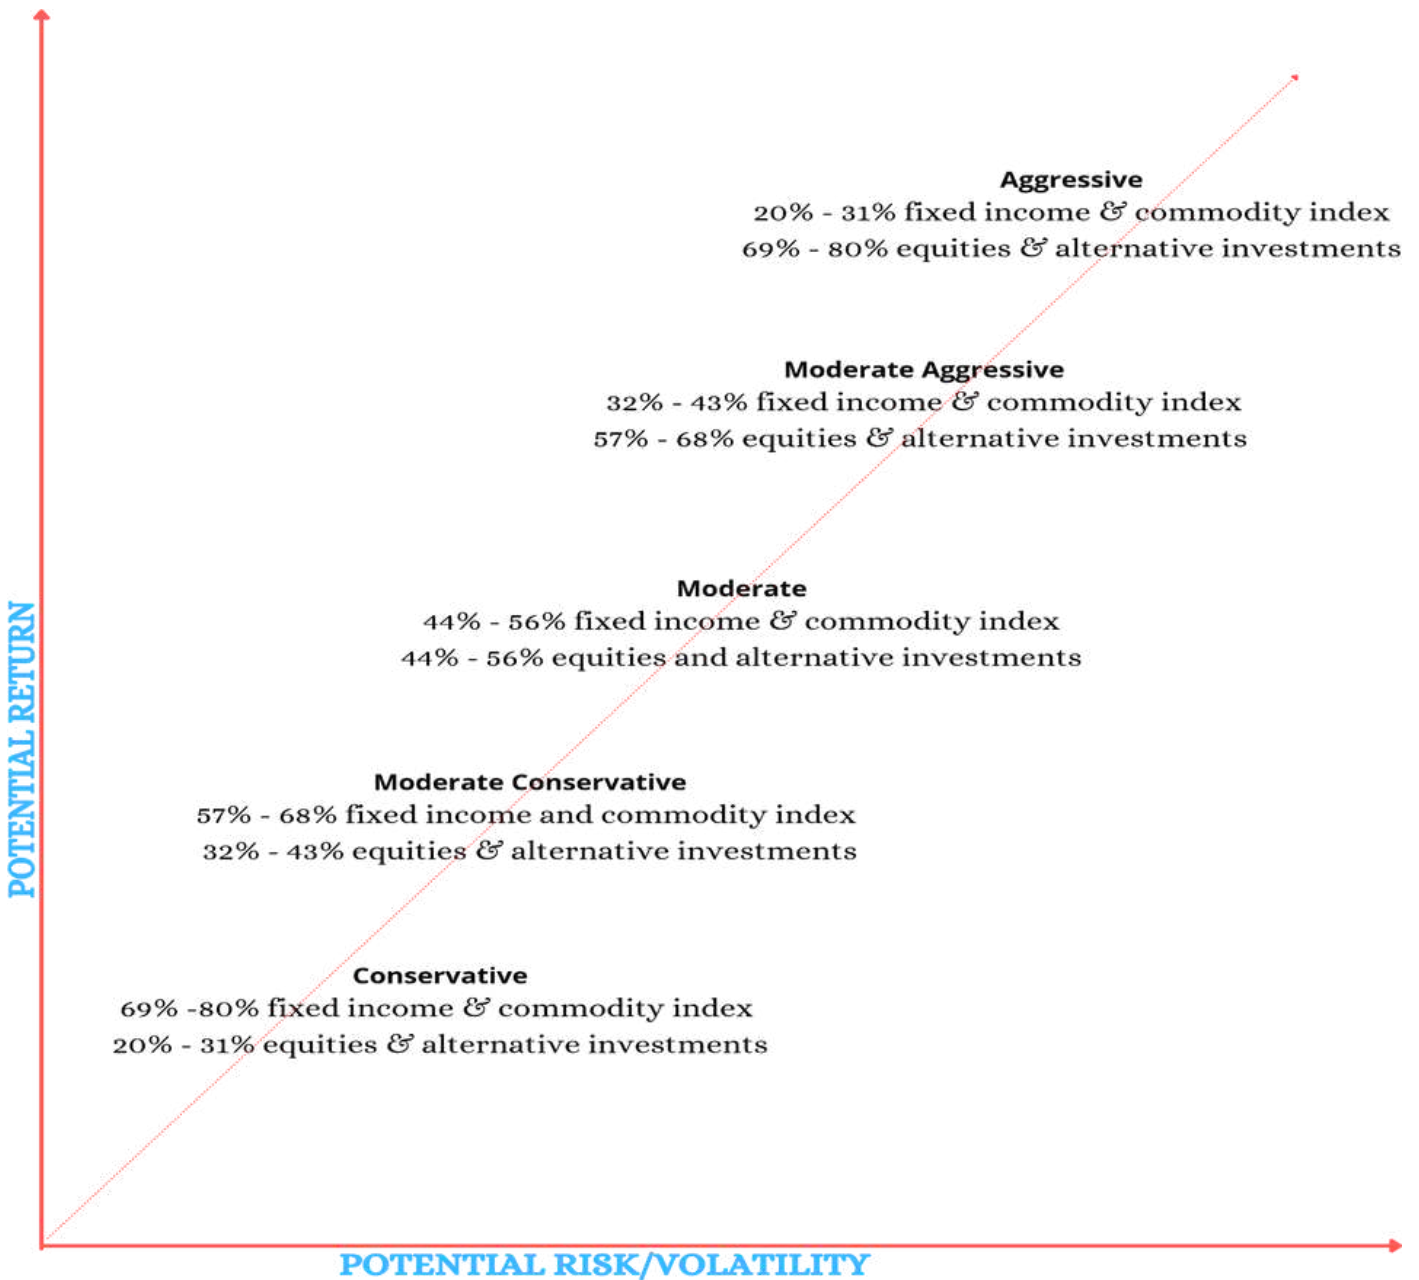 Aggressive
20% - 31% fixed income & commodity index
69% - 80% equities & alternative investments
Moderate Aggressive
32% - 43% fixed income & commodity index
57% - 68% equities & alternative investments
Moderate
44% - 56% fixed income & commodity index
44% - 56% equities and alternative investments
Moderate Conservative
57% - 68% fixed income and commodity index
32% - 43% equities & alternative investments
Conservative
69% -80% fixed income & commodity index
20% - 31% equities & alternative investments
POTENTIAL RETURN
POTENTIAL RISK/VOLATILITY